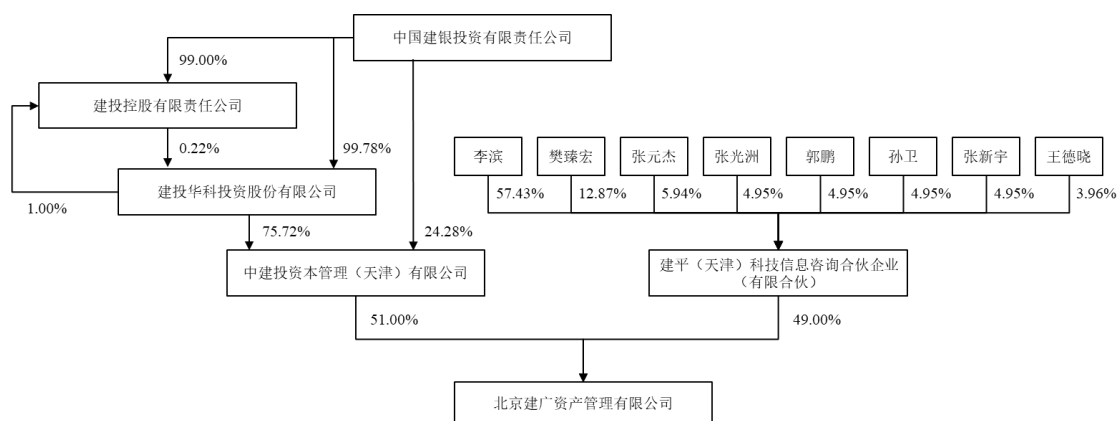 中国建银投资有限责任公司
99.00%
建投控股有限责任公司
0.22%
99.78%
李滨
樊臻宏
张元杰
张光洲
郭鹏
孙卫
张新宇
王德晓
建投华科投资股份有限公司
57.43%
12.87%
5.94%
4.95%
4.95%
4.95%
4.95%
3.96%
1.00%
75.72%
24.28%
中建投资本管理（天津）有限公司
建平（天津）科技信息咨询合伙企业
（有限合伙）
51.00%
49.00%
北京建广资产管理有限公司